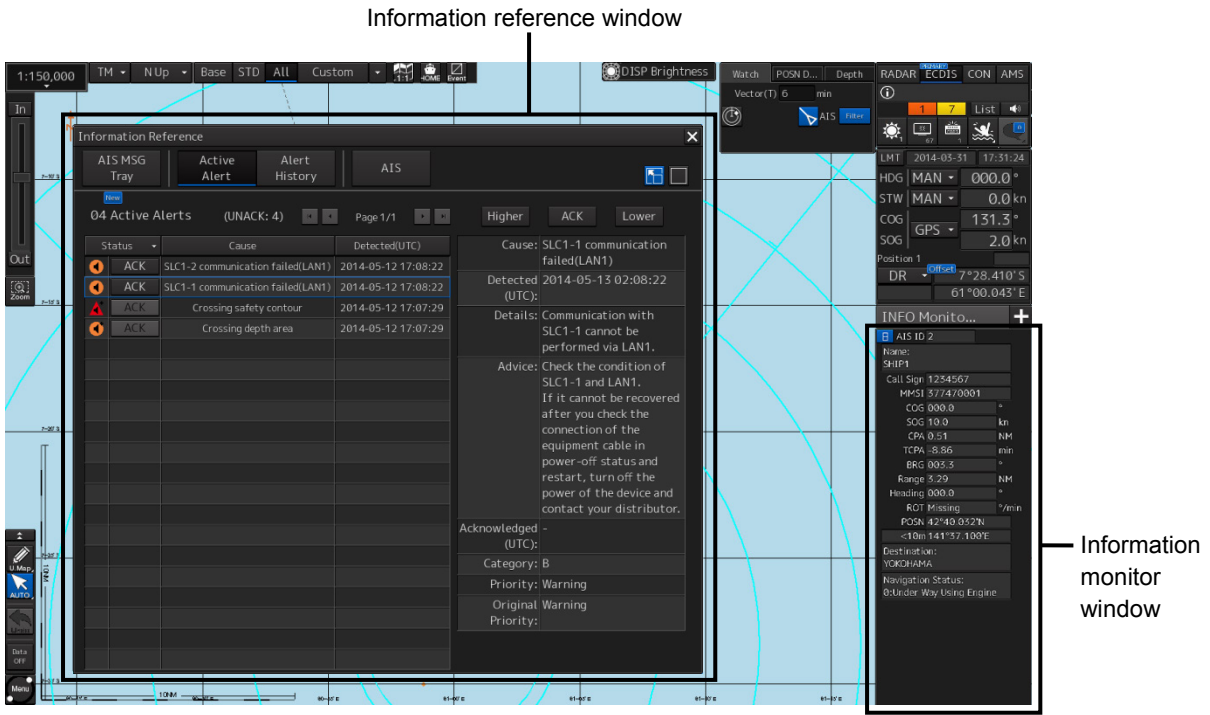 Information reference window
1:150,000
TM
N Up
Base
STD
All
Custom
1:1
HOME
Event
DISP Brightness
Watch
POSN D...
Depth
Vector(T) 6 min
AIS
Filter
RADAR
ECDIS
CON
AMS
1
7
List
In
Out
Zoom
Information Reference
AIS MSG
Tray
Active
Alert
Alert
History
AIS
New
04 Active Alerts
(UNACK: 4)
Page 1/1
Higher
ACK
Lower
Status
Cause
Detected(UTC)
ACK SLC1-2 communication failed(LAN1) 2014-05-12 17:08:22
ACK SLC1-1 communication failed(LAN1) 2014-05-12 17:08:22
ACK Crossing safety contour 2014-05-12 17:07:29
ACK Crossing depth area 2014-05-12 17:07:29
Cause: SLC1-1 communication
failed(LAN1)
Detected 2014-05-13 02:08:22
(UTC):
Details: Communication with
SLC1-1 cannot be
performed via LAN1.
Advice: Check the condition of
SLC1-1 and LAN1.
If it cannot be recovered
after you check the
connection of the
equipment cable in
power-off status and
restart, turn off the
power of the device and
contact your distributor.
Acknowledged -
(UTC):
Category: B
Priority: Warning
Original Warning
Priority:
LMT 2014-03-31 17:31:24
HDG MAN 000.0 °
STW MAN 0.0 kn
COG 131.3 °
GPS
SOG 2.0 kn
Position 1
DR
Offset
7°28.410'S
61°00.043'E
INFO Monito... +
AIS ID 2
Name:
SHIP1
Call Sign 1234567
MMSI 377470001
COG 000.0 °
SOG 10.0 kn
CPA 0.51 NM
TCPA -8.86 min
BRG 003.3 °
Range 3.29 NM
Heading 000.0 °
ROT Missing °/min
POSN 42°40.032'N
<10m 141°37.100'E
Destination:
YOKOHAMA
Navigation Status:
0:Under Way Using Engine
Information
monitor
window
U.Map
AUTO
Data
OFF
Menu
10NM
10NM